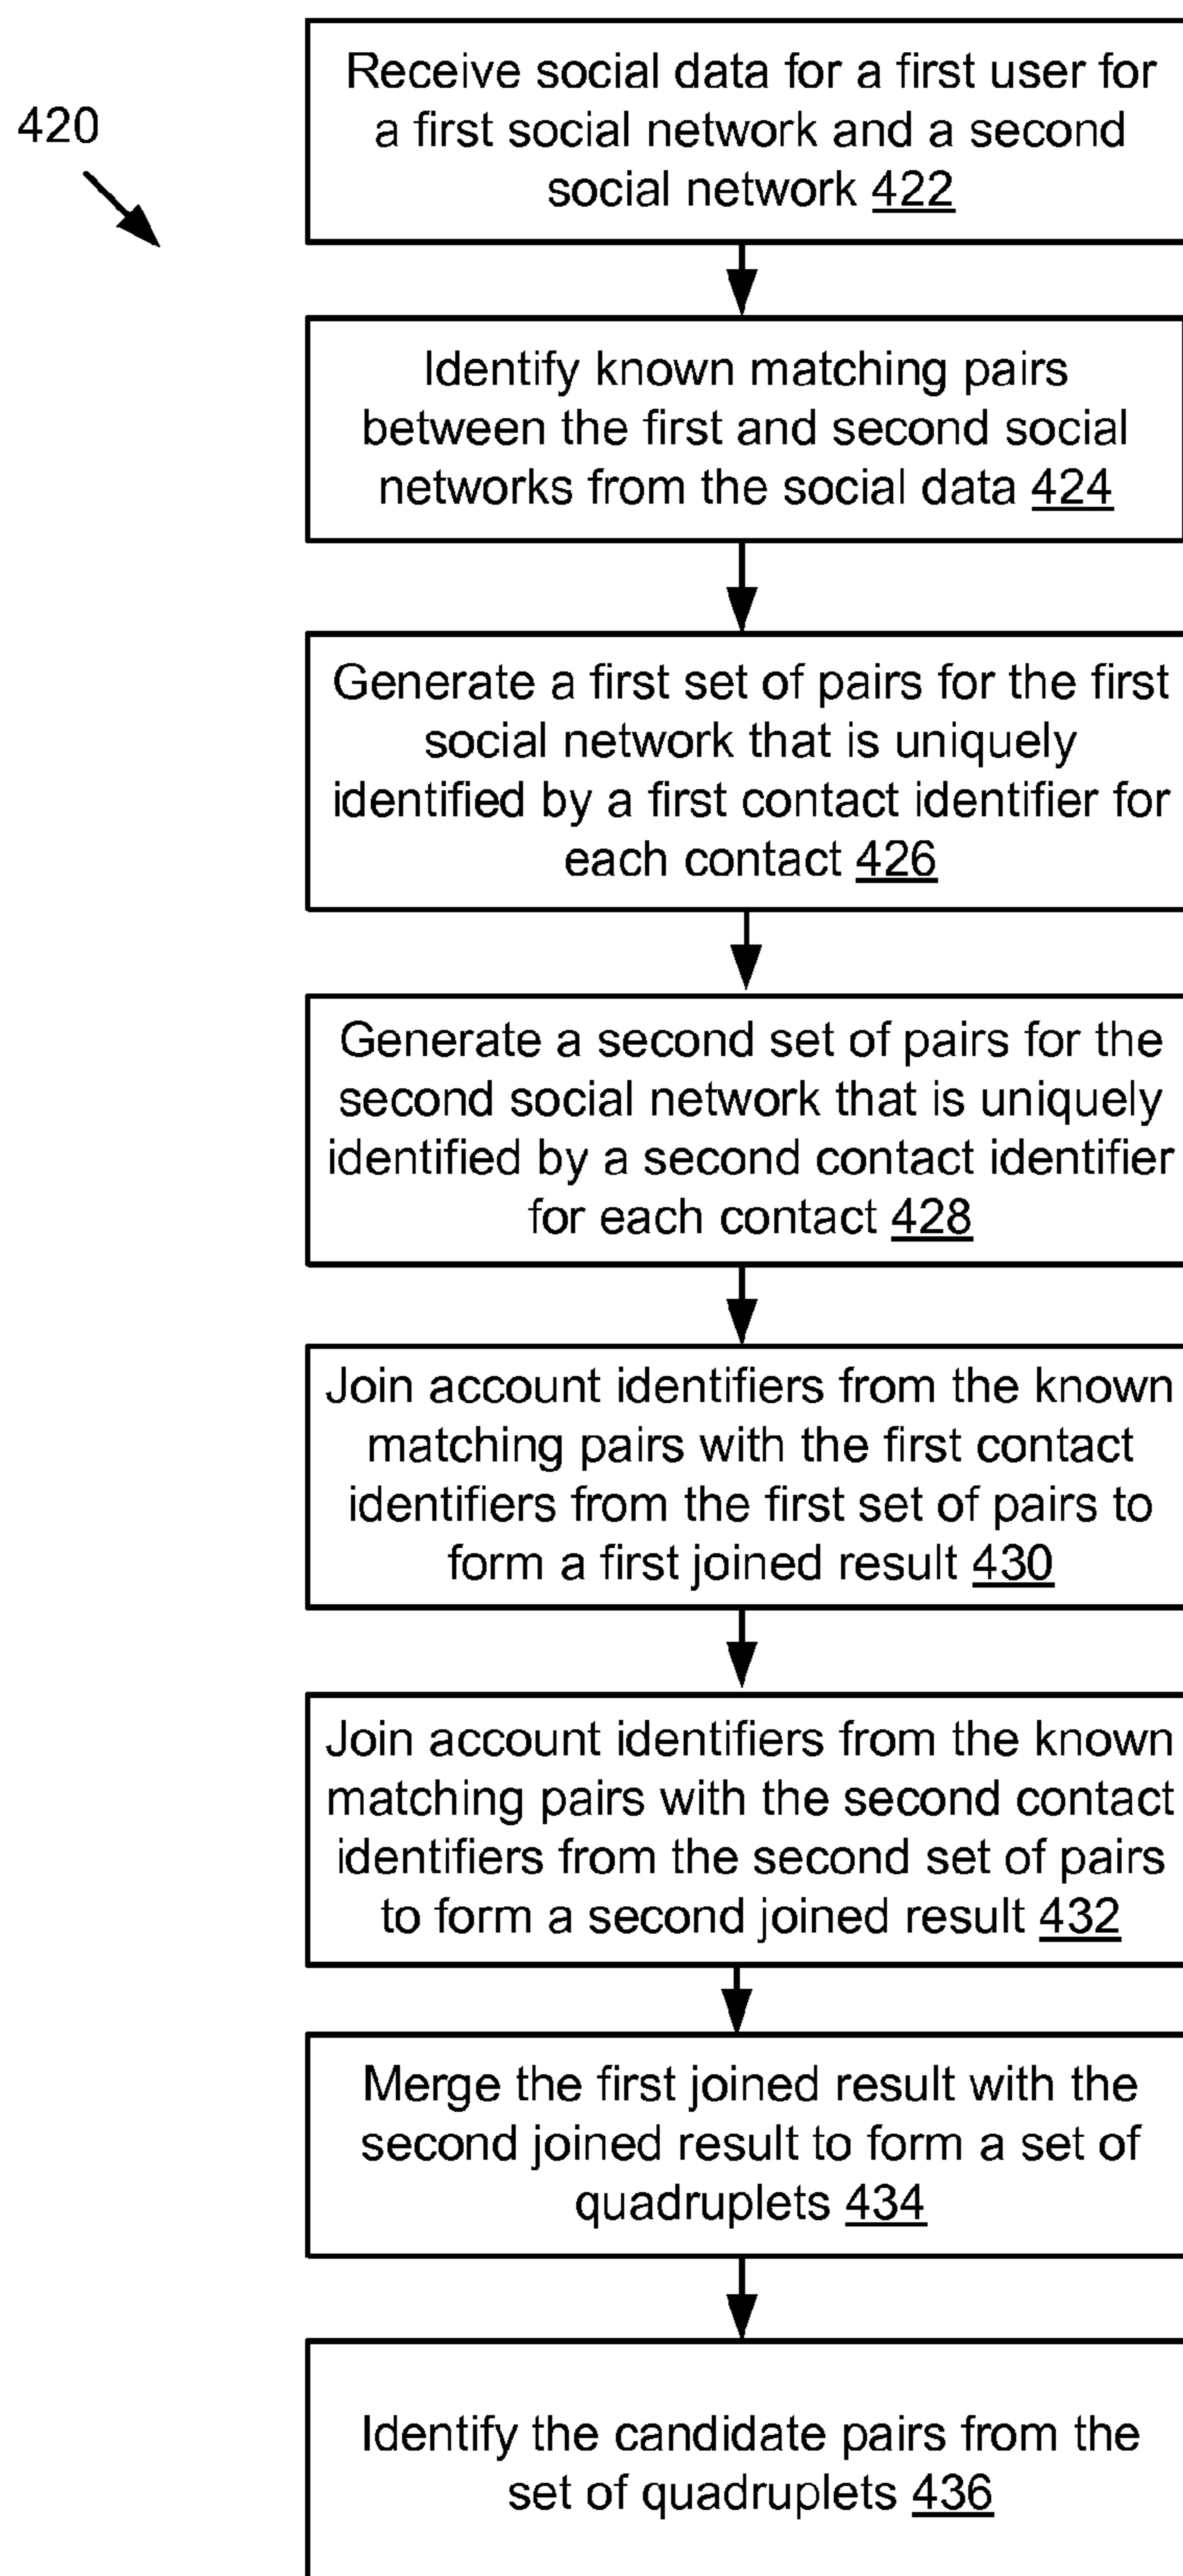 420
Receive social data for a first user for
a first social network and a second
social network 422
Identify known matching pairs
between the first and second social
networks from the social data 424
Generate a first set of pairs for the first
social network that is uniquely
identified by a first contact identifier for
each contact 426
Generate a second set of pairs for the
second social network that is uniquely
identified by a second contact identifier
for each contact 428
Join account identifiers from the known
matching pairs with the first contact
identifiers from the first set of pairs to
form a first joined result 430
Join account identifiers from the known
matching pairs with the second contact
identifiers from the second set of pairs
to form a second joined result 432
Merge the first joined result with the
second joined result to form a set of
quadruplets 434
Identify the candidate pairs from the
set of quadruplets 436